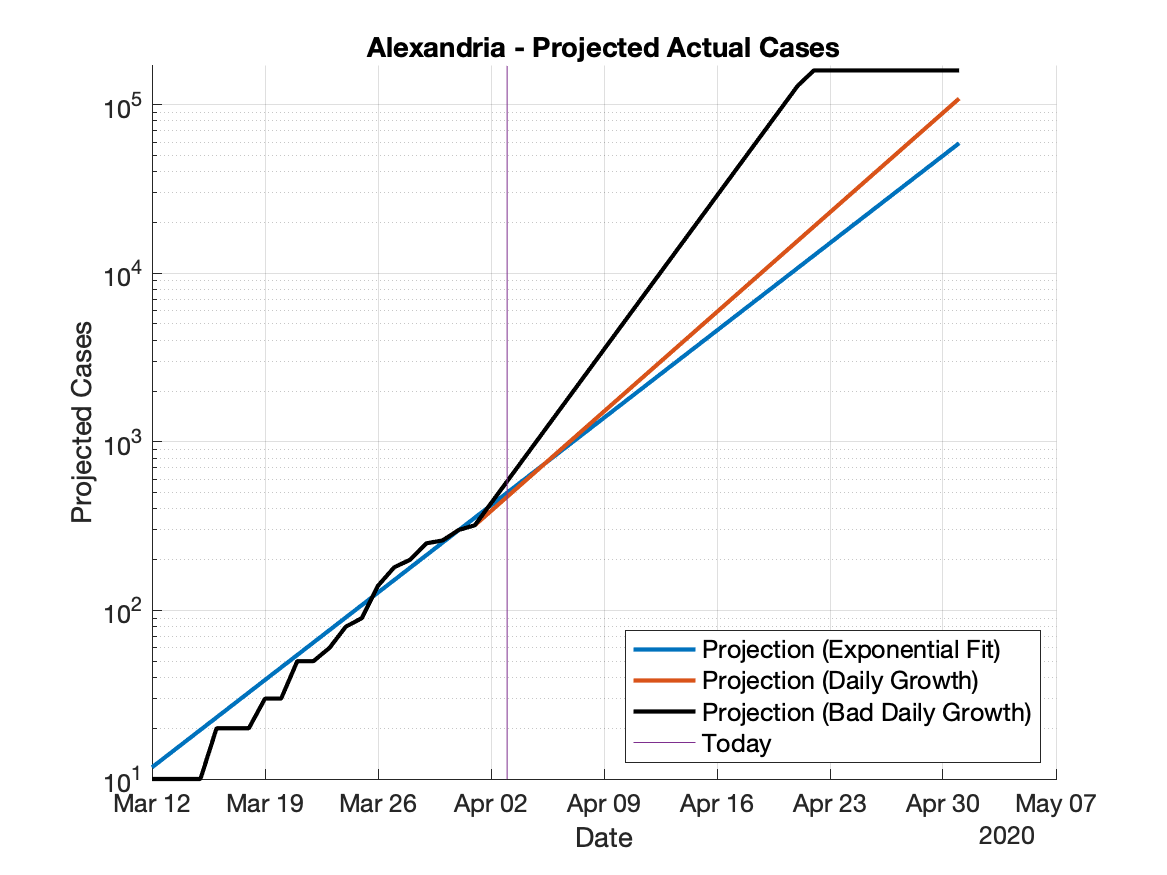 Alexandria - Projected Actual Cases
Projected Cases
10^5
10^4
10^3
10^2
10^1
Projection (Exponential Fit)
Projection (Daily Growth)
Projection (Bad Daily Growth)
Today
Mar 12 Mar 19 Mar 26 Apr 02 Apr 09 Apr 16 Apr 23 Apr 30 May 07
Date
2020